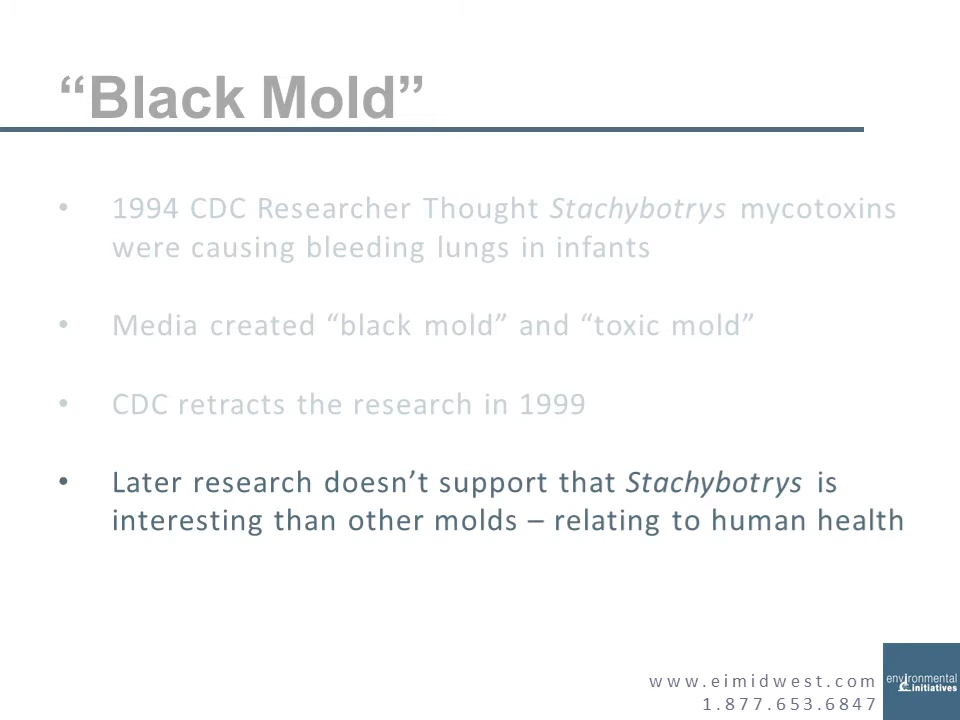 “Black Mold”
• 1994 CDC Researcher Thought Stachybotrys mycotoxins
were causing bleeding lungs in infants
• Media created “black mold” and “toxic mold”
• CDC retracts the research in 1999
• Later research doesn’t support that Stachybotrys is
interesting than other molds – relating to human health
www.eimidwest.com
1.877.653.6847
environmental
initiatives